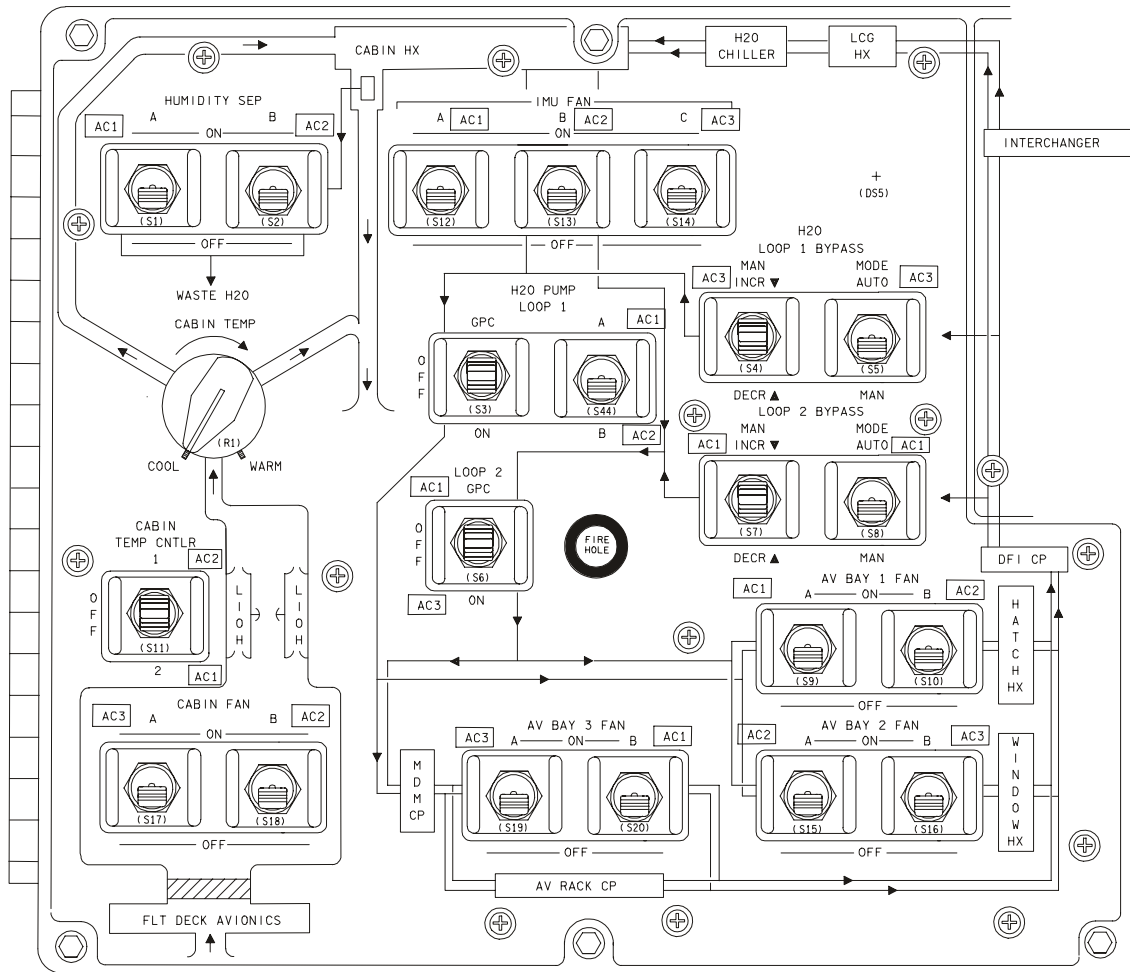 CABIN HX
H2O
CHILLER
LCG
HX
HUMIDITY SEP
A
B
AC1
AC2
ON
(S1)
(S2)
OFF
WASTE H2O
IMU FAN
A
AC1
B
AC2
C
AC3
ON
(S12)
(S13)
(S14)
OFF
INTERCHANGER
(DS5)
H2O
LOOP 1 BYPASS
AC3
MAN
INCR ▼
MODE
AUTO
AC3
(S4)
(S5)
DECR ▲
MAN
CABIN TEMP
(R1)
COOL
WARM
H2O PUMP
LOOP 1
GPC
A
AC1
OFF
(S3)
(S44)
ON
B
AC2
LOOP 2 BYPASS
AC1
MAN
INCR ▼
MODE
AUTO
AC1
(S7)
(S8)
DECR ▲
MAN
LOOP 2
AC1
GPC
OFF
(S6)
AC3
ON
FIRE
HOLE
DFI CP
CABIN
TEMP CNTLR
1
AC2
OFF
(S11)
2
AC1
LIOH
LIOH
AV BAY 1 FAN
AC1
A
ON
B
AC2
(S9)
(S10)
OFF
HATCH HX
CABIN FAN
AC3
A
B
AC2
ON
(S17)
(S18)
OFF
MDM CP
AV BAY 3 FAN
AC3
A
ON
B
AC1
(S19)
(S20)
OFF
AV BAY 2 FAN
AC2
A
ON
B
AC3
(S15)
(S16)
OFF
WINDOW HX
AV RACK CP
FLT DECK AVIONICS